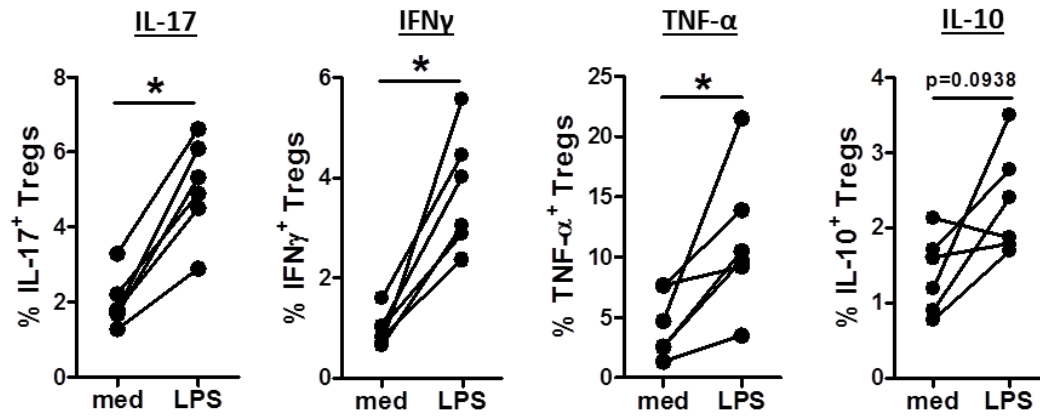 IL-17
% IL-17⁺ Tregs
8
6
4
2
0
med LPS
*
IFNγ
% IFNγ⁺ Tregs
6
4
2
0
med LPS
*
TNF-α
% TNF-α⁺ Tregs
25
20
15
10
5
0
med LPS
*
IL-10
% IL-10⁺ Tregs
4
3
2
1
0
med LPS
p=0.0938